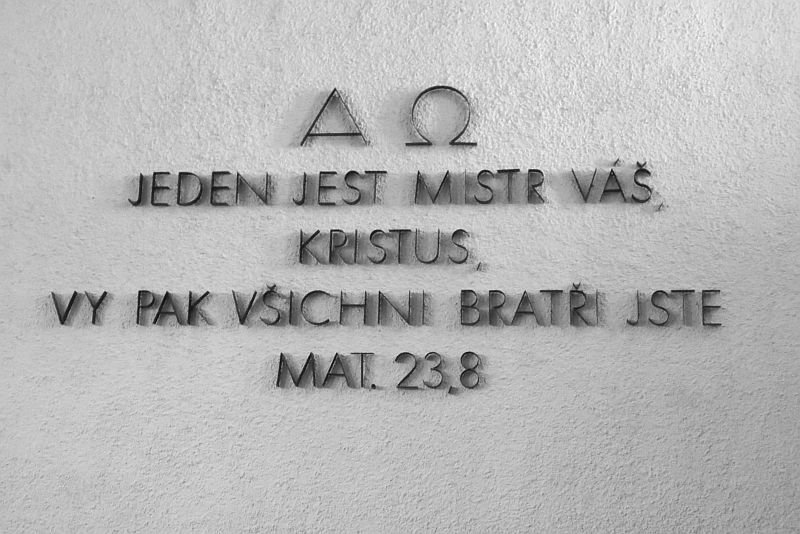 Α Ω
JEDEN JEST MISTR VÁŠ,
KRISTUS,
VY PAK VŠICHNI BRATŘI JSTE
MAT. 23,8